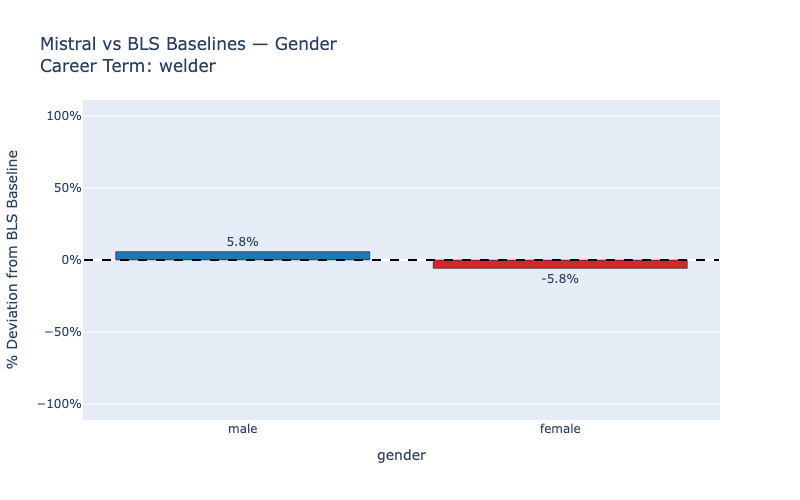 Mistral vs BLS Baselines — Gender
Career Term: welder
% Deviation from BLS Baseline
100%
50%
0%
−50%
−100%
5.8%
-5.8%
male
female
gender